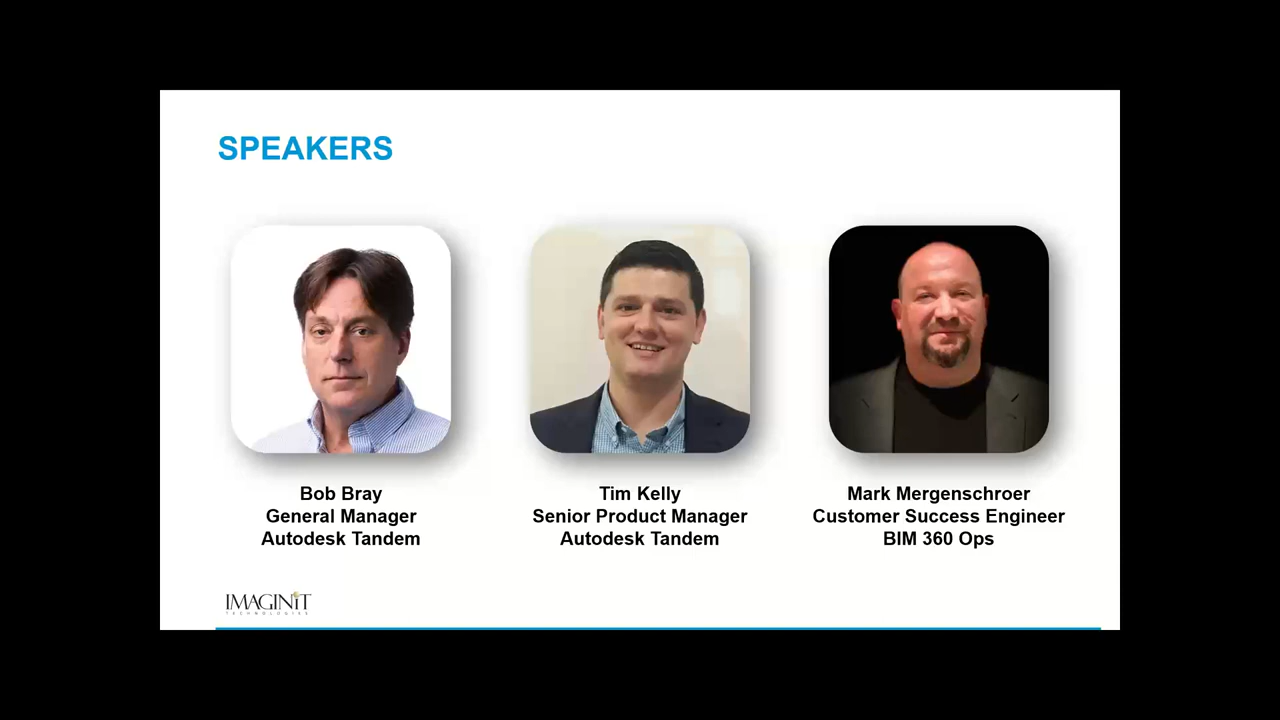 SPEAKERS
Bob Bray
General Manager
Autodesk Tandem
Tim Kelly
Senior Product Manager
Autodesk Tandem
Mark Mergenschroer
Customer Success Engineer
BIM 360 Ops
IMAGINiT
TECHNOLOGIES